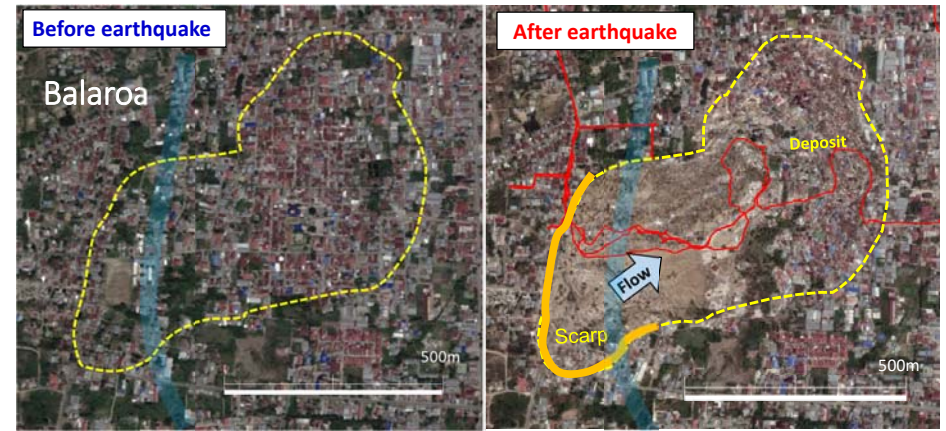 Before earthquake
Balaroa
500m
After earthquake
Deposit
Flow
Scarp
500m